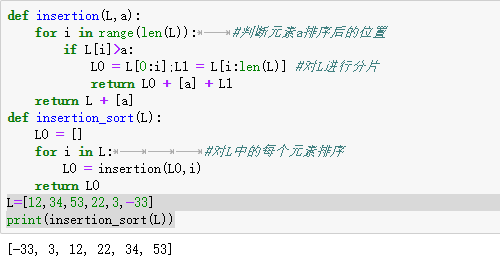 def insertion(L,a):
    for i in range(len(L)): #判断元素a排序后的位置
        if L[i]>a:
            L0 = L[0:i];L1 = L[i:len(L)] #对L进行分片
            return L0 + [a] + L1
    return L + [a]
def insertion_sort(L):
    L0 = []
    for i in L: #对L中的每个元素排序
        L0 = insertion(L0,i)
    return L0
L=[12,34,53,22,3,-33]
print(insertion_sort(L))
[-33, 3, 12, 22, 34, 53]